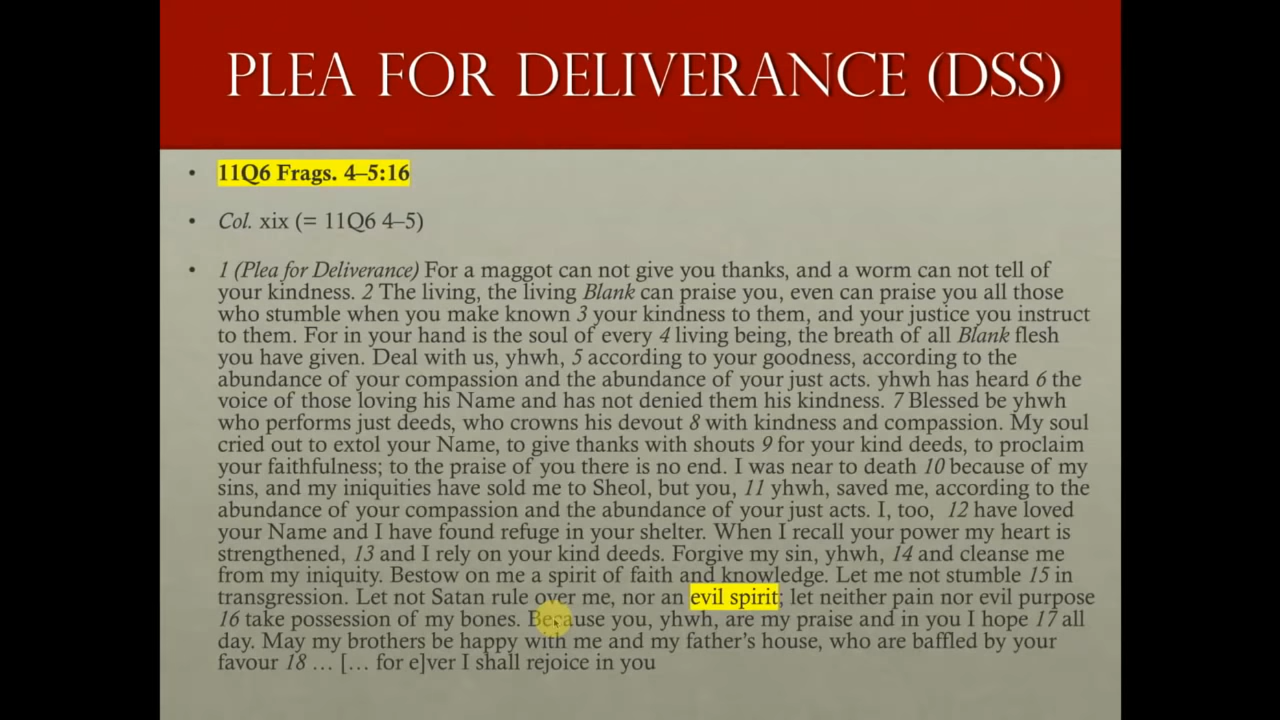 PLEA FOR DELIVERANCE (DSS)
• 11Q6 Frags. 4–5:16
• Col. xix (= 11Q6 4–5)
• 1 (Plea for Deliverance) For a maggot can not give you thanks, and a worm can not tell of
your kindness. 2 The living, the living Blank can praise you, even can praise you all those
who stumble when you make known 3 your kindness to them, and your justice you instruct
to them. For in your hand is the soul of every 4 living being, the breath of all Blank flesh
you have given. Deal with us, yhwh, 5 according to your goodness, according to the
abundance of your compassion and the abundance of your just acts. yhwh has heard 6 the
voice of those loving his Name and has not denied them his kindness. 7 Blessed be yhwh
who performs just deeds, who crowns his devout 8 with kindness and compassion. My soul
cried out to extol your Name, to give thanks with shouts 9 for your kind deeds, to proclaim
your faithfulness; to the praise of you there is no end. I was near to death 10 because of my
sins, and my iniquities have sold me to Sheol, but you, 11 yhwh, saved me, according to the
abundance of your compassion and the abundance of your just acts. I, too, 12 have loved
your Name and I have found refuge in your shelter. When I recall your power my heart is
strengthened, 13 and I rely on your kind deeds. Forgive my sin, yhwh, 14 and cleanse me
from my iniquity. Bestow on me a spirit of faith and knowledge. Let me not stumble 15 in
transgression. Let not Satan rule over me, nor an evil spirit; let neither pain nor evil purpose
16 take possession of my bones. Because you, yhwh, are my praise and in you I hope 17 all
day. May my brothers be happy with me and my father's house, who are baffled by your
favour 18 … [… for e]ver I shall rejoice in you